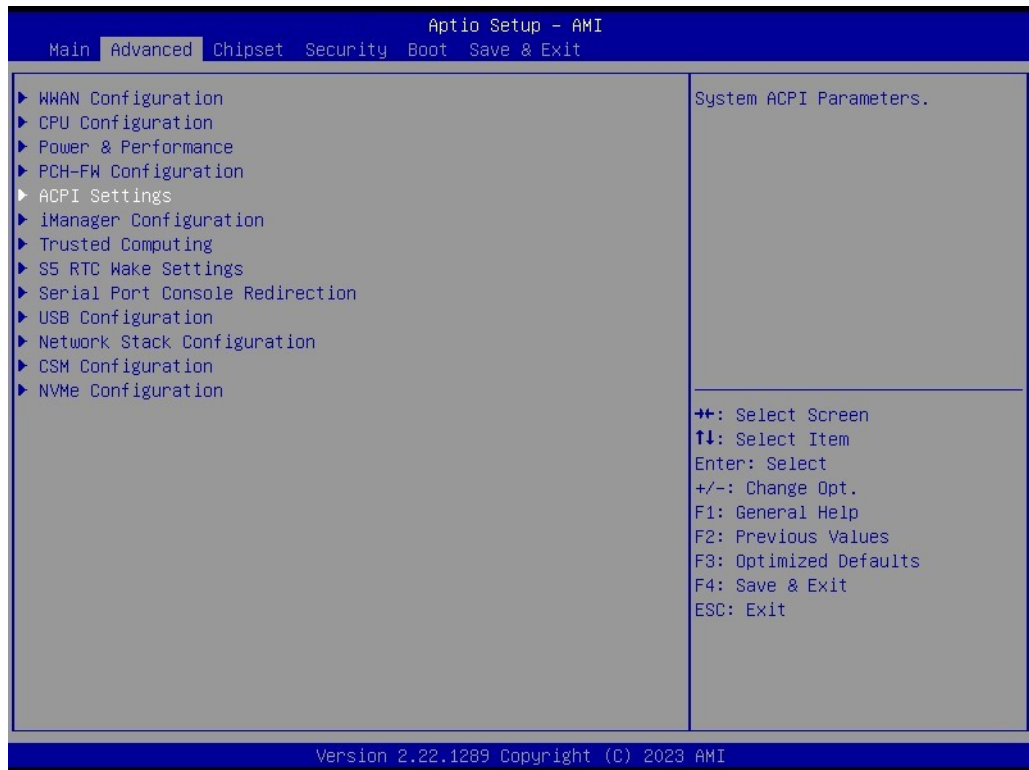 Aptio Setup – AMI
Main Advanced Chipset Security Boot Save & Exit
▶ WWAN Configuration
▶ CPU Configuration
▶ Power & Performance
▶ PCH-FW Configuration
▶ ACPI Settings
▶ iManager Configuration
▶ Trusted Computing
▶ S5 RTC Wake Settings
▶ Serial Port Console Redirection
▶ USB Configuration
▶ Network Stack Configuration
▶ CSM Configuration
▶ NVMe Configuration
System ACPI Parameters.
→←: Select Screen
↑↓: Select Item
Enter: Select
+/-: Change Opt.
F1: General Help
F2: Previous Values
F3: Optimized Defaults
F4: Save & Exit
ESC: Exit
Version 2.22.1289 Copyright (C) 2023 AMI